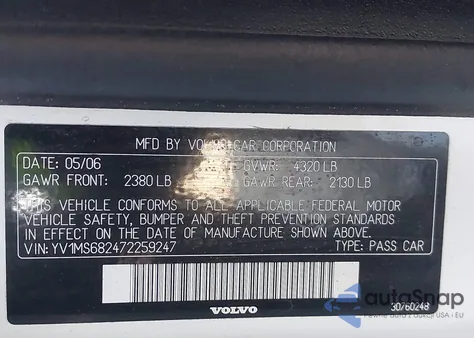 MFD BY VOLVO CAR CORPORATION
DATE: 05/06 GVWR: 4320 LB
GAWR FRONT: 2380 LB GAWR REAR: 2130 LB
THIS VEHICLE CONFORMS TO ALL APPLICABLE FEDERAL MOTOR
VEHICLE SAFETY, BUMPER AND THEFT PREVENTION STANDARDS
IN EFFECT ON THE DATE OF MANUFACTURE SHOWN ABOVE.
VIN: YV1MS682472259247 TYPE: PASS CAR
VOLVO
30760248
autoSnap